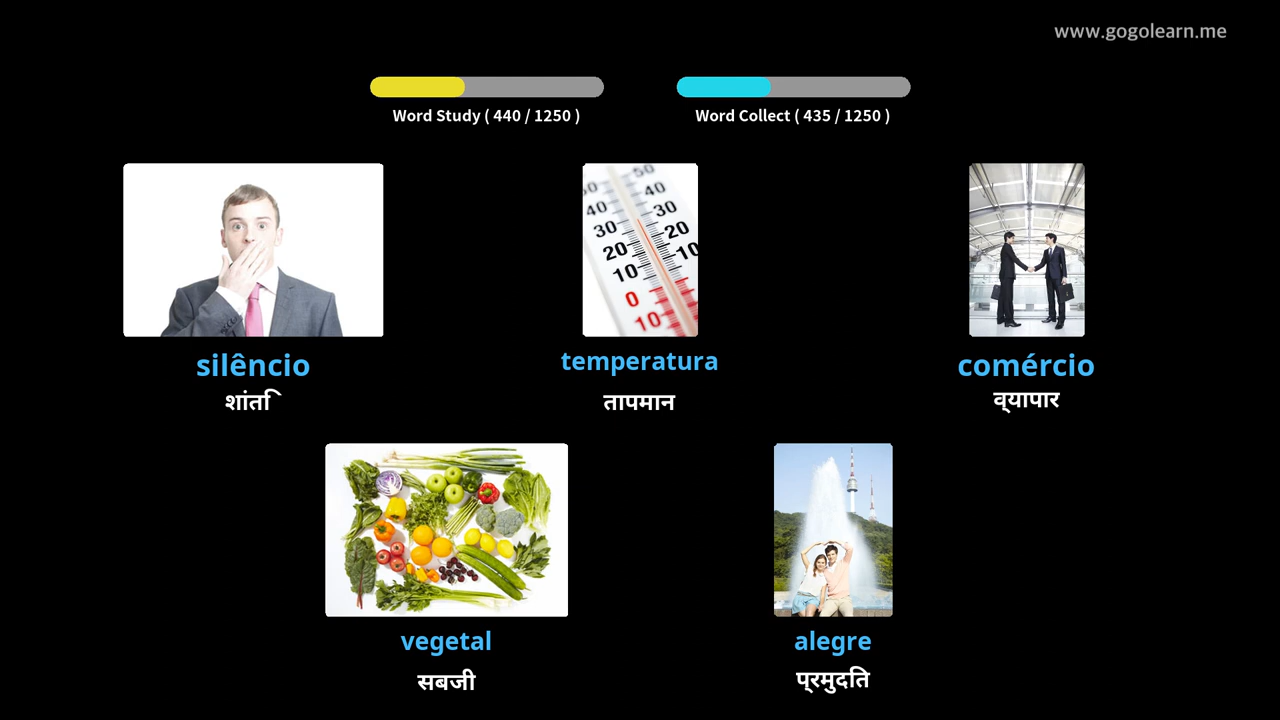 www.gogolearn.me
Word Study ( 440 / 1250 )
Word Collect ( 435 / 1250 )
silêncio
temperatura
comércio
शांति
तापमान
व्यापार
vegetal
alegre
सबजी
प्रमुदित